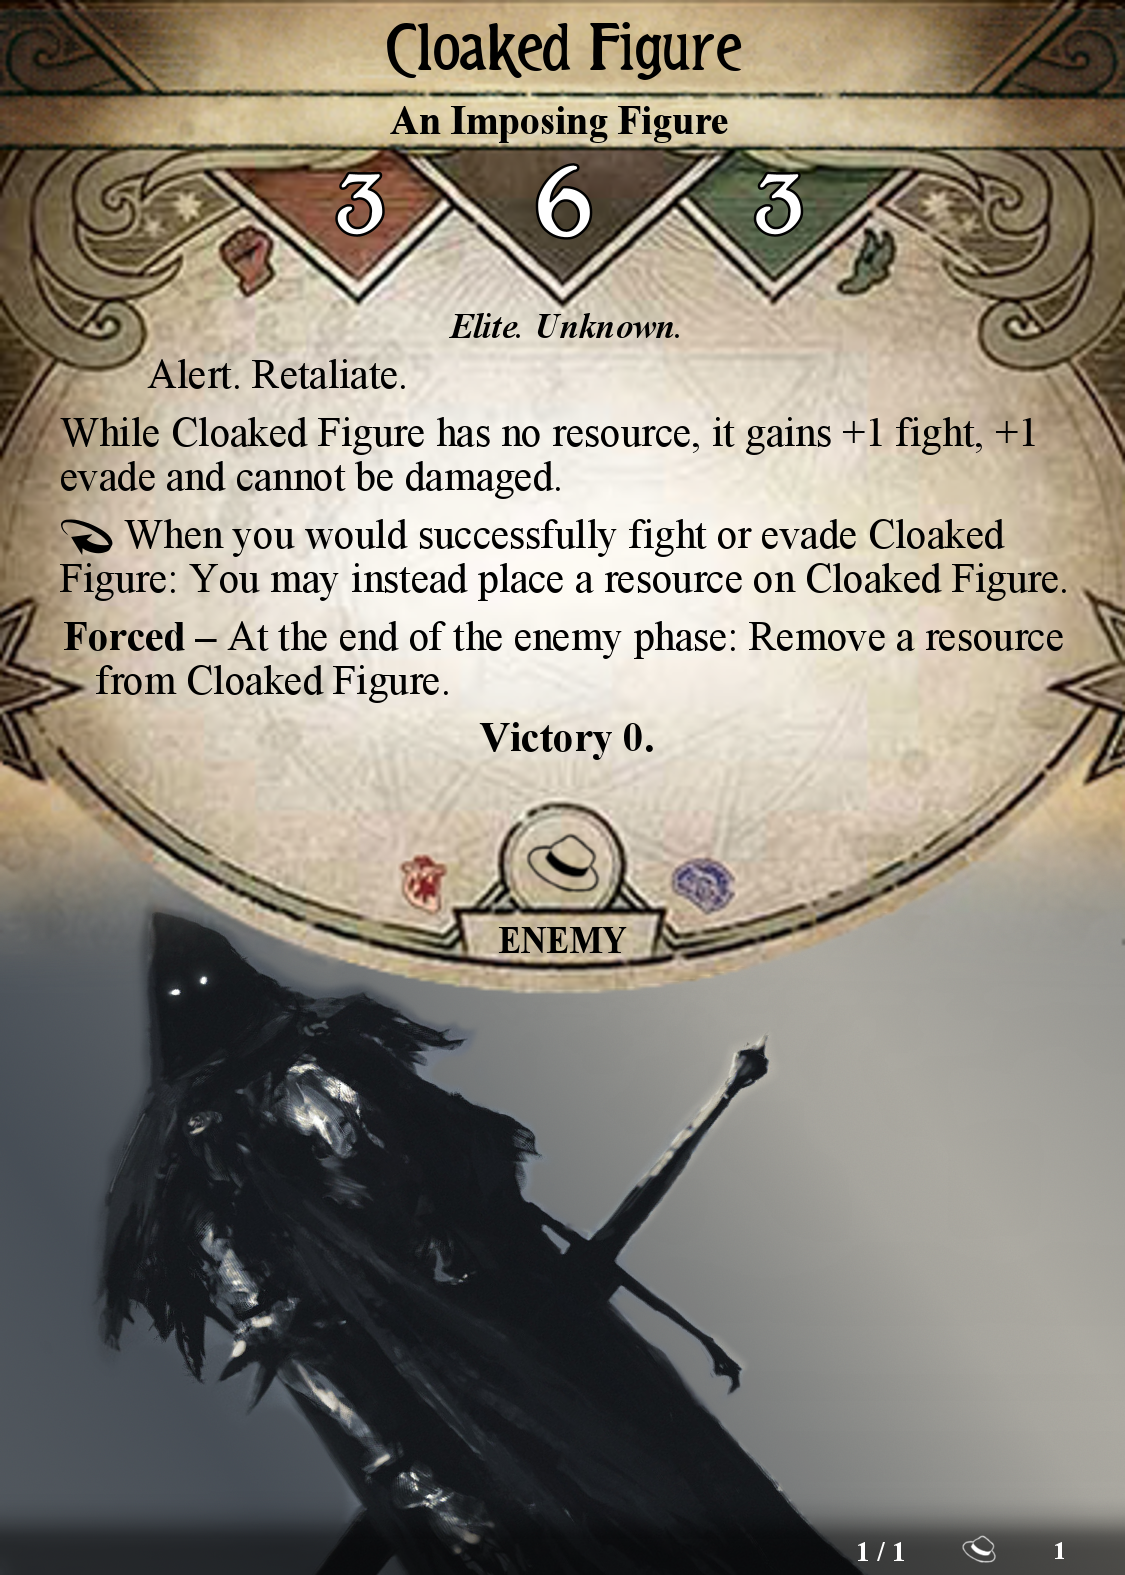 Cloaked Figure
An Imposing Figure
3 6 3
Elite. Unknown.
Alert. Retaliate.
While Cloaked Figure has no resource, it gains +1 fight, +1
evade and cannot be damaged.
When you would successfully fight or evade Cloaked
Figure: You may instead place a resource on Cloaked Figure.
Forced – At the end of the enemy phase: Remove a resource
from Cloaked Figure.
Victory 0.
ENEMY
1 / 1 1